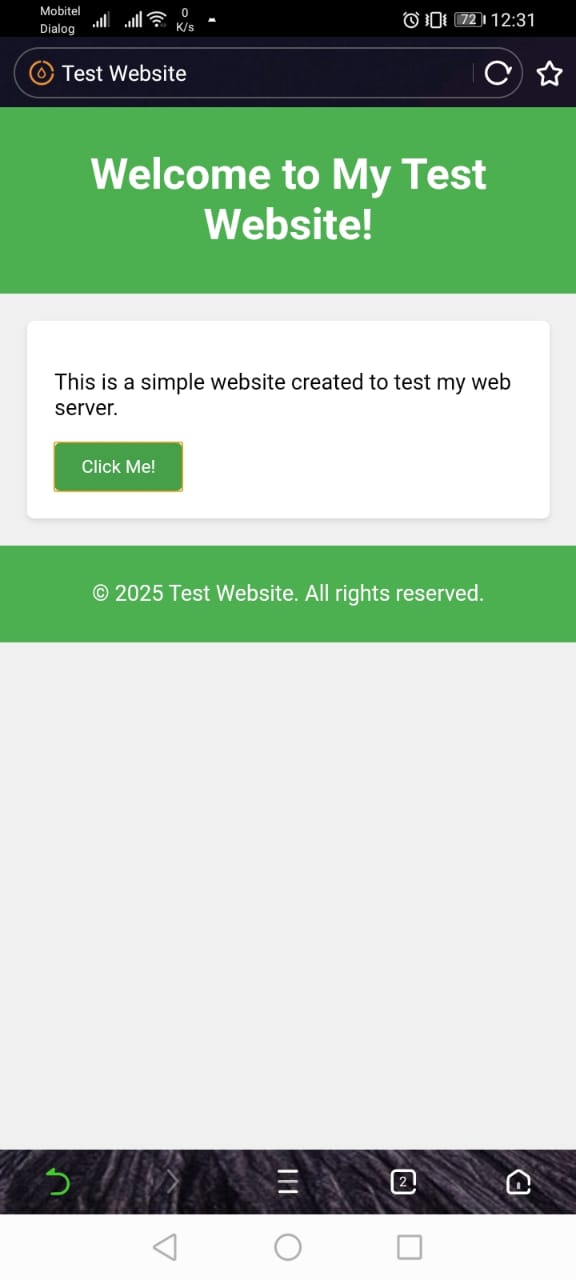 Mobitel
Dialog
0
K/s
72
12:31
Test Website
Welcome to My Test
Website!
This is a simple website created to test my web
server.
Click Me!
© 2025 Test Website. All rights reserved.
2